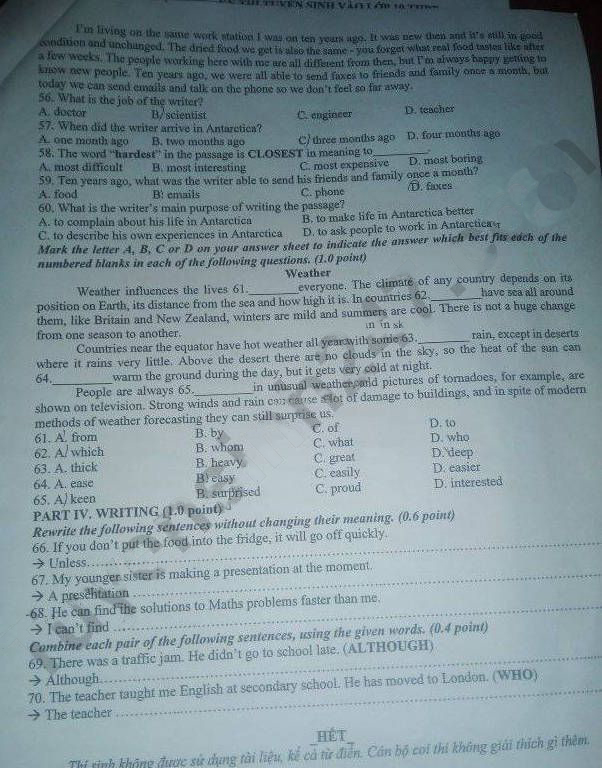 TUYỂN SINH VÀO LỚP 10
I'm living on the same work station I was on ten years ago. It was new then and it's still in good
condition and unchanged. The dried food we get is also the same - you forget what real food tastes like after
a few weeks. The people working here with me are all different from then, but I'm always happy getting to
know new people. Ten years ago, we were all able to send faxes to friends and family once a month, but
today we can send emails and talk on the phone so we don't feel so far away.
56. What is the job of the writer?
A. doctor B. scientist C. engineer D. teacher
57. When did the writer arrive in Antarctica?
A. one month ago B. two months ago C. three months ago D. four months ago
58. The word "hardest" in the passage is CLOSEST in meaning to________.
A. most difficult B. most interesting C. most expensive D. most boring
59. Ten years ago, what was the writer able to send his friends and family once a month?
A. food B. emails C. phone D. faxes
60. What is the writer's main purpose of writing the passage?
A. to complain about his life in Antarctica B. to make life in Antarctica better
C. to describe his own experiences in Antarctica D. to ask people to work in Antarctica
Mark the letter A, B, C or D on your answer sheet to indicate the answer which best fits each of the
numbered blanks in each of the following questions. (1.0 point)
Weather
Weather influences the lives 61.________everyone. The climate of any country depends on its
position on Earth, its distance from the sea and how high it is. In countries 62.________have sea all around
them, like Britain and New Zealand, winters are mild and summers are cool. There is not a huge change
from one season to another.
Countries near the equator have hot weather all year with some 63.________ rain, except in deserts
where it rains very little. Above the desert there are no clouds in the sky, so the heat of the sun can
64.________warm the ground during the day, but it gets very cold at night.
People are always 65.________in unusual weather and pictures of tornadoes, for example, are
shown on television. Strong winds and rain can cause a lot of damage to buildings, and in spite of modern
methods of weather forecasting they can still surprise us.
61. A. from B. by C. of D. to
62. A. which B. whom C. what D. who
63. A. thick B. heavy C. great D. deep
64. A. ease B. easy C. easily D. easier
65. A. keen B. surprised C. proud D. interested
PART IV. WRITING (1.0 point)
Rewrite the following sentences without changing their meaning. (0.6 point)
66. If you don't put the food into the fridge, it will go off quickly.
→ Unless
67. My younger sister is making a presentation at the moment.
→ A presentation
68. He can find the solutions to Maths problems faster than me.
→ I can't find
Combine each pair of the following sentences, using the given words. (0.4 point)
69. There was a traffic jam. He didn't go to school late. (ALTHOUGH)
→ Although
70. The teacher taught me English at secondary school. He has moved to London. (WHO)
→ The teacher
HẾT
Thí sinh không được sử dụng tài liệu, kể cả từ điển. Cán bộ coi thi không giải thích gì thêm.